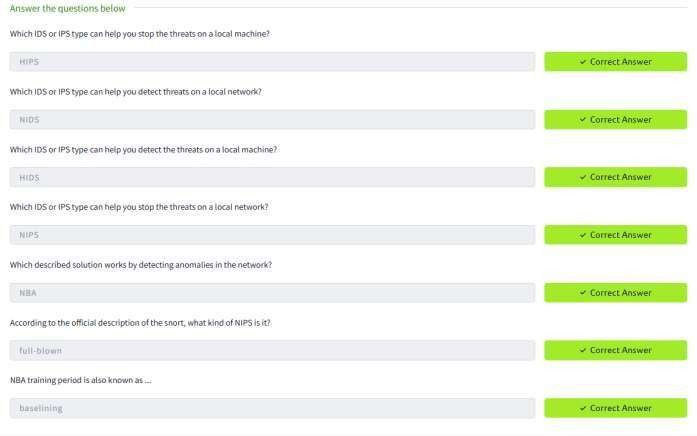 Answer the questions below
Which IDS or IPS type can help you stop the threats on a local machine?
HIPS
✓ Correct Answer
Which IDS or IPS type can help you detect threats on a local network?
NIDS
✓ Correct Answer
Which IDS or IPS type can help you detect the threats on a local machine?
HIDS
✓ Correct Answer
Which IDS or IPS type can help you stop the threats on a local network?
NIPS
✓ Correct Answer
Which described solution works by detecting anomalies in the network?
NBA
✓ Correct Answer
According to the official description of the snort, what kind of NIPS is it?
full-blown
✓ Correct Answer
NBA training period is also known as ...
baselining
✓ Correct Answer